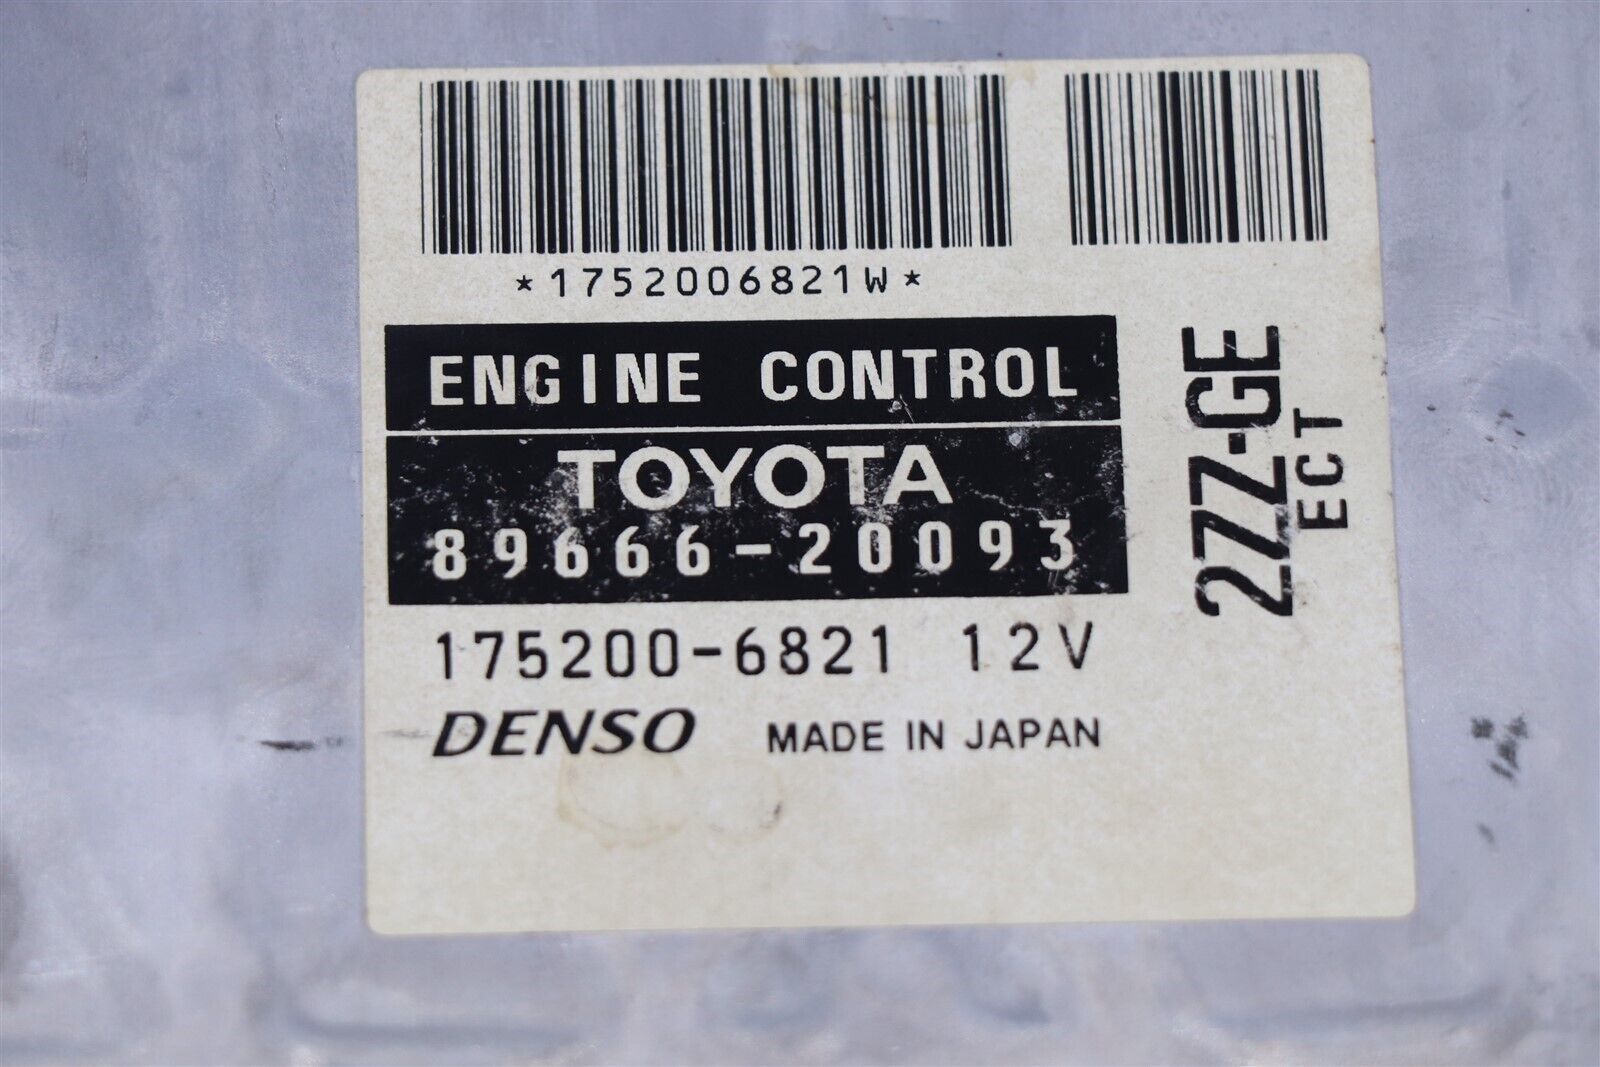 *1752006821W*
ENGINE CONTROL
TOYOTA
89666-20093
175200-6821 12V
DENSO MADE IN JAPAN
2ZZ-GE
ECT